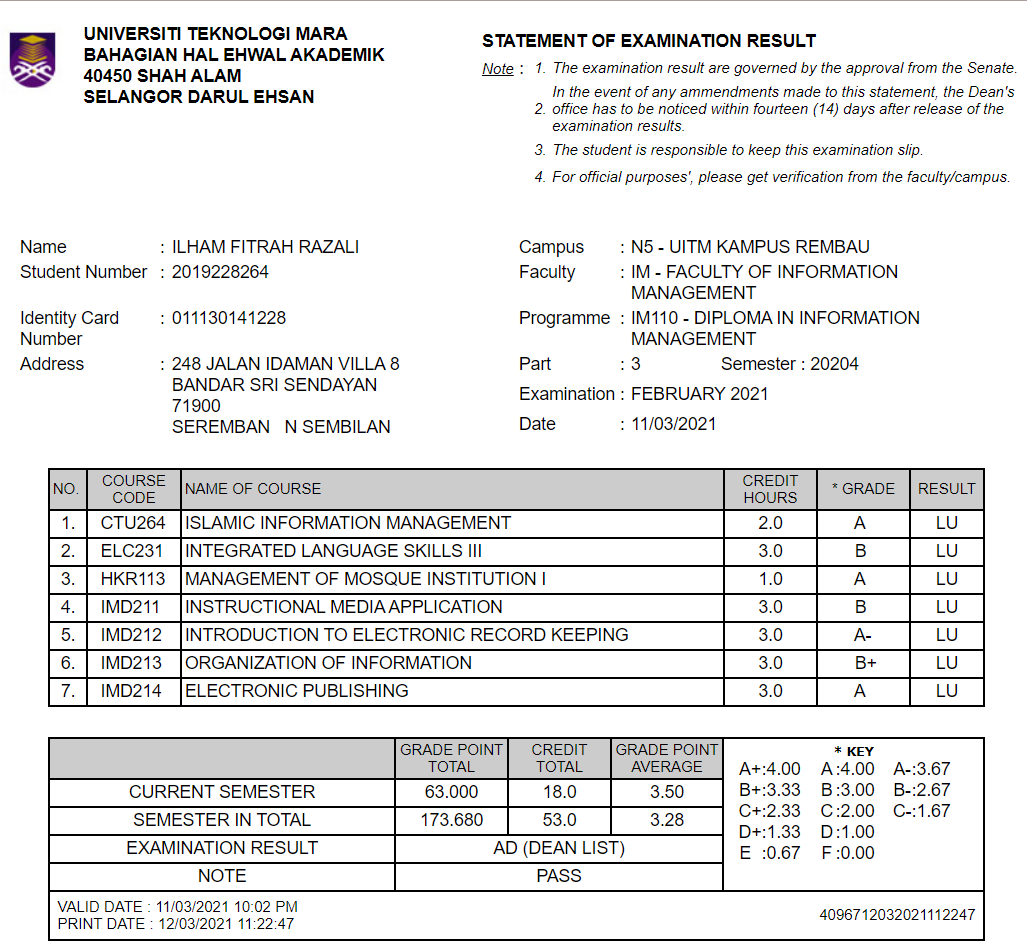 UNIVERSITI TEKNOLOGI MARA
BAHAGIAN HAL EHWAL AKADEMIK
40450 SHAH ALAM
SELANGOR DARUL EHSAN
STATEMENT OF EXAMINATION RESULT
Note : 1. The examination result are governed by the approval from the Senate.
In the event of any ammendments made to this statement, the Dean's
2. office has to be noticed within fourteen (14) days after release of the
examination results.
3. The student is responsible to keep this examination slip.
4. For official purposes', please get verification from the faculty/campus.
Name : ILHAM FITRAH RAZALI
Student Number : 2019228264
Identity Card : 011130141228
Number
Address : 248 JALAN IDAMAN VILLA 8
BANDAR SRI SENDAYAN
71900
SEREMBAN N SEMBILAN
Campus : N5 - UITM KAMPUS REMBAU
Faculty : IM - FACULTY OF INFORMATION
MANAGEMENT
Programme : IM110 - DIPLOMA IN INFORMATION
MANAGEMENT
Part : 3 Semester : 20204
Examination : FEBRUARY 2021
Date : 11/03/2021
NO. COURSE CODE NAME OF COURSE CREDIT HOURS * GRADE RESULT
1. CTU264 ISLAMIC INFORMATION MANAGEMENT 2.0 A LU
2. ELC231 INTEGRATED LANGUAGE SKILLS III 3.0 B LU
3. HKR113 MANAGEMENT OF MOSQUE INSTITUTION I 1.0 A LU
4. IMD211 INSTRUCTIONAL MEDIA APPLICATION 3.0 B LU
5. IMD212 INTRODUCTION TO ELECTRONIC RECORD KEEPING 3.0 A- LU
6. IMD213 ORGANIZATION OF INFORMATION 3.0 B+ LU
7. IMD214 ELECTRONIC PUBLISHING 3.0 A LU
GRADE POINT TOTAL CREDIT TOTAL GRADE POINT AVERAGE
CURRENT SEMESTER 63.000 18.0 3.50
SEMESTER IN TOTAL 173.680 53.0 3.28
EXAMINATION RESULT AD (DEAN LIST)
NOTE PASS
* KEY
A+:4.00 A :4.00 A-:3.67
B+:3.33 B :3.00 B-:2.67
C+:2.33 C :2.00 C-:1.67
D+:1.33 D :1.00
E :0.67 F :0.00
VALID DATE : 11/03/2021 10:02 PM
PRINT DATE : 12/03/2021 11:22:47
4096712032021112247